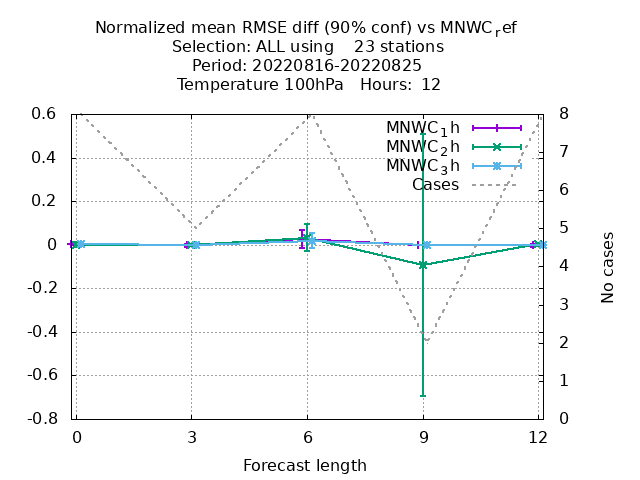 Normalized mean RMSE diff (90% conf) vs MNWC_ref
Selection: ALL using    23 stations
Period: 20220816-20220825
Temperature 100hPa   Hours:  12
MNWC_1h
MNWC_2h
MNWC_3h
Cases
0.6
0.4
0.2
0
-0.2
-0.4
-0.6
-0.8
8
7
6
5
4
3
2
1
0
No cases
0 3 6 9 12
Forecast length